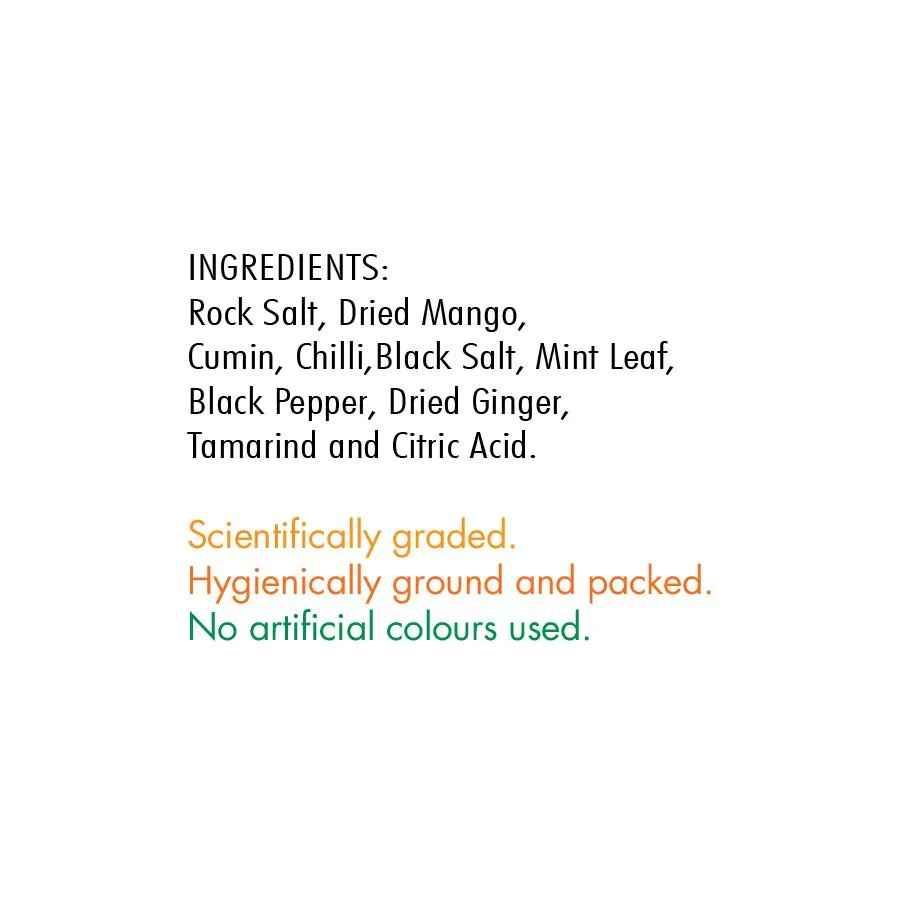 INGREDIENTS:
Rock Salt, Dried Mango,
Cumin, Chilli,Black Salt, Mint Leaf,
Black Pepper, Dried Ginger,
Tamarind and Citric Acid.
Scientifically graded.
Hygienically ground and packed.
No artificial colours used.